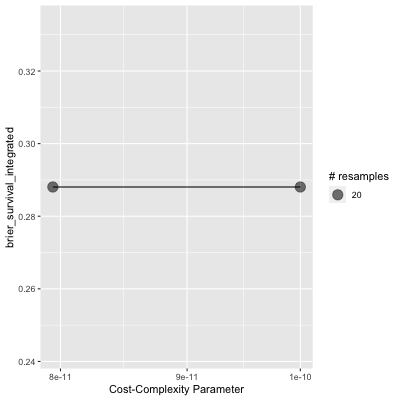 0.32
0.30
0.28
0.26
0.24
brier_survival_integrated
8e-11
9e-11
1e-10
Cost-Complexity Parameter
# resamples
20